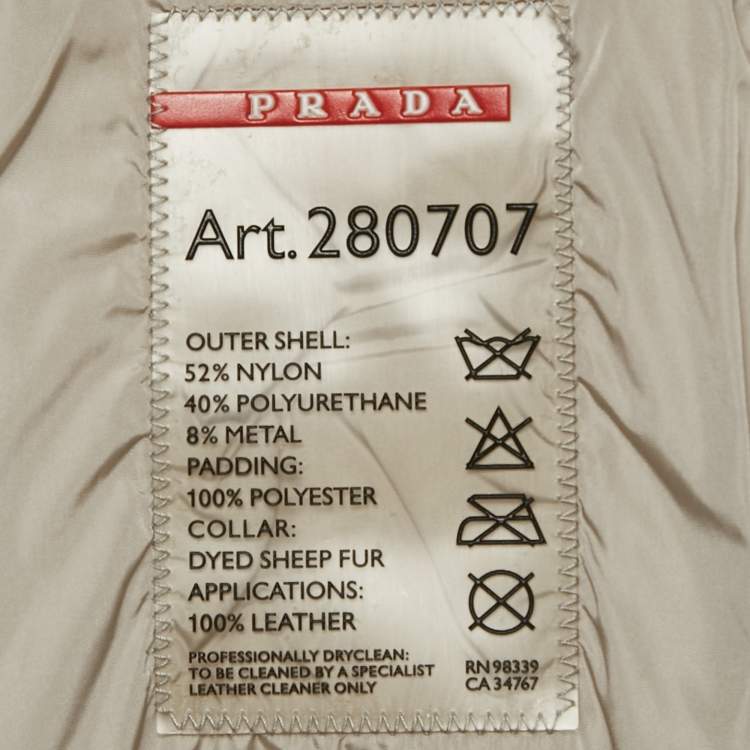 PRADA
Art. 280707
OUTER SHELL:
52% NYLON
40% POLYURETHANE
8% METAL
PADDING:
100% POLYESTER
COLLAR:
DYED SHEEP FUR
APPLICATIONS:
100% LEATHER
PROFESSIONALLY DRYCLEAN:
TO BE CLEANED BY A SPECIALIST
LEATHER CLEANER ONLY
RN 98339
CA 34767